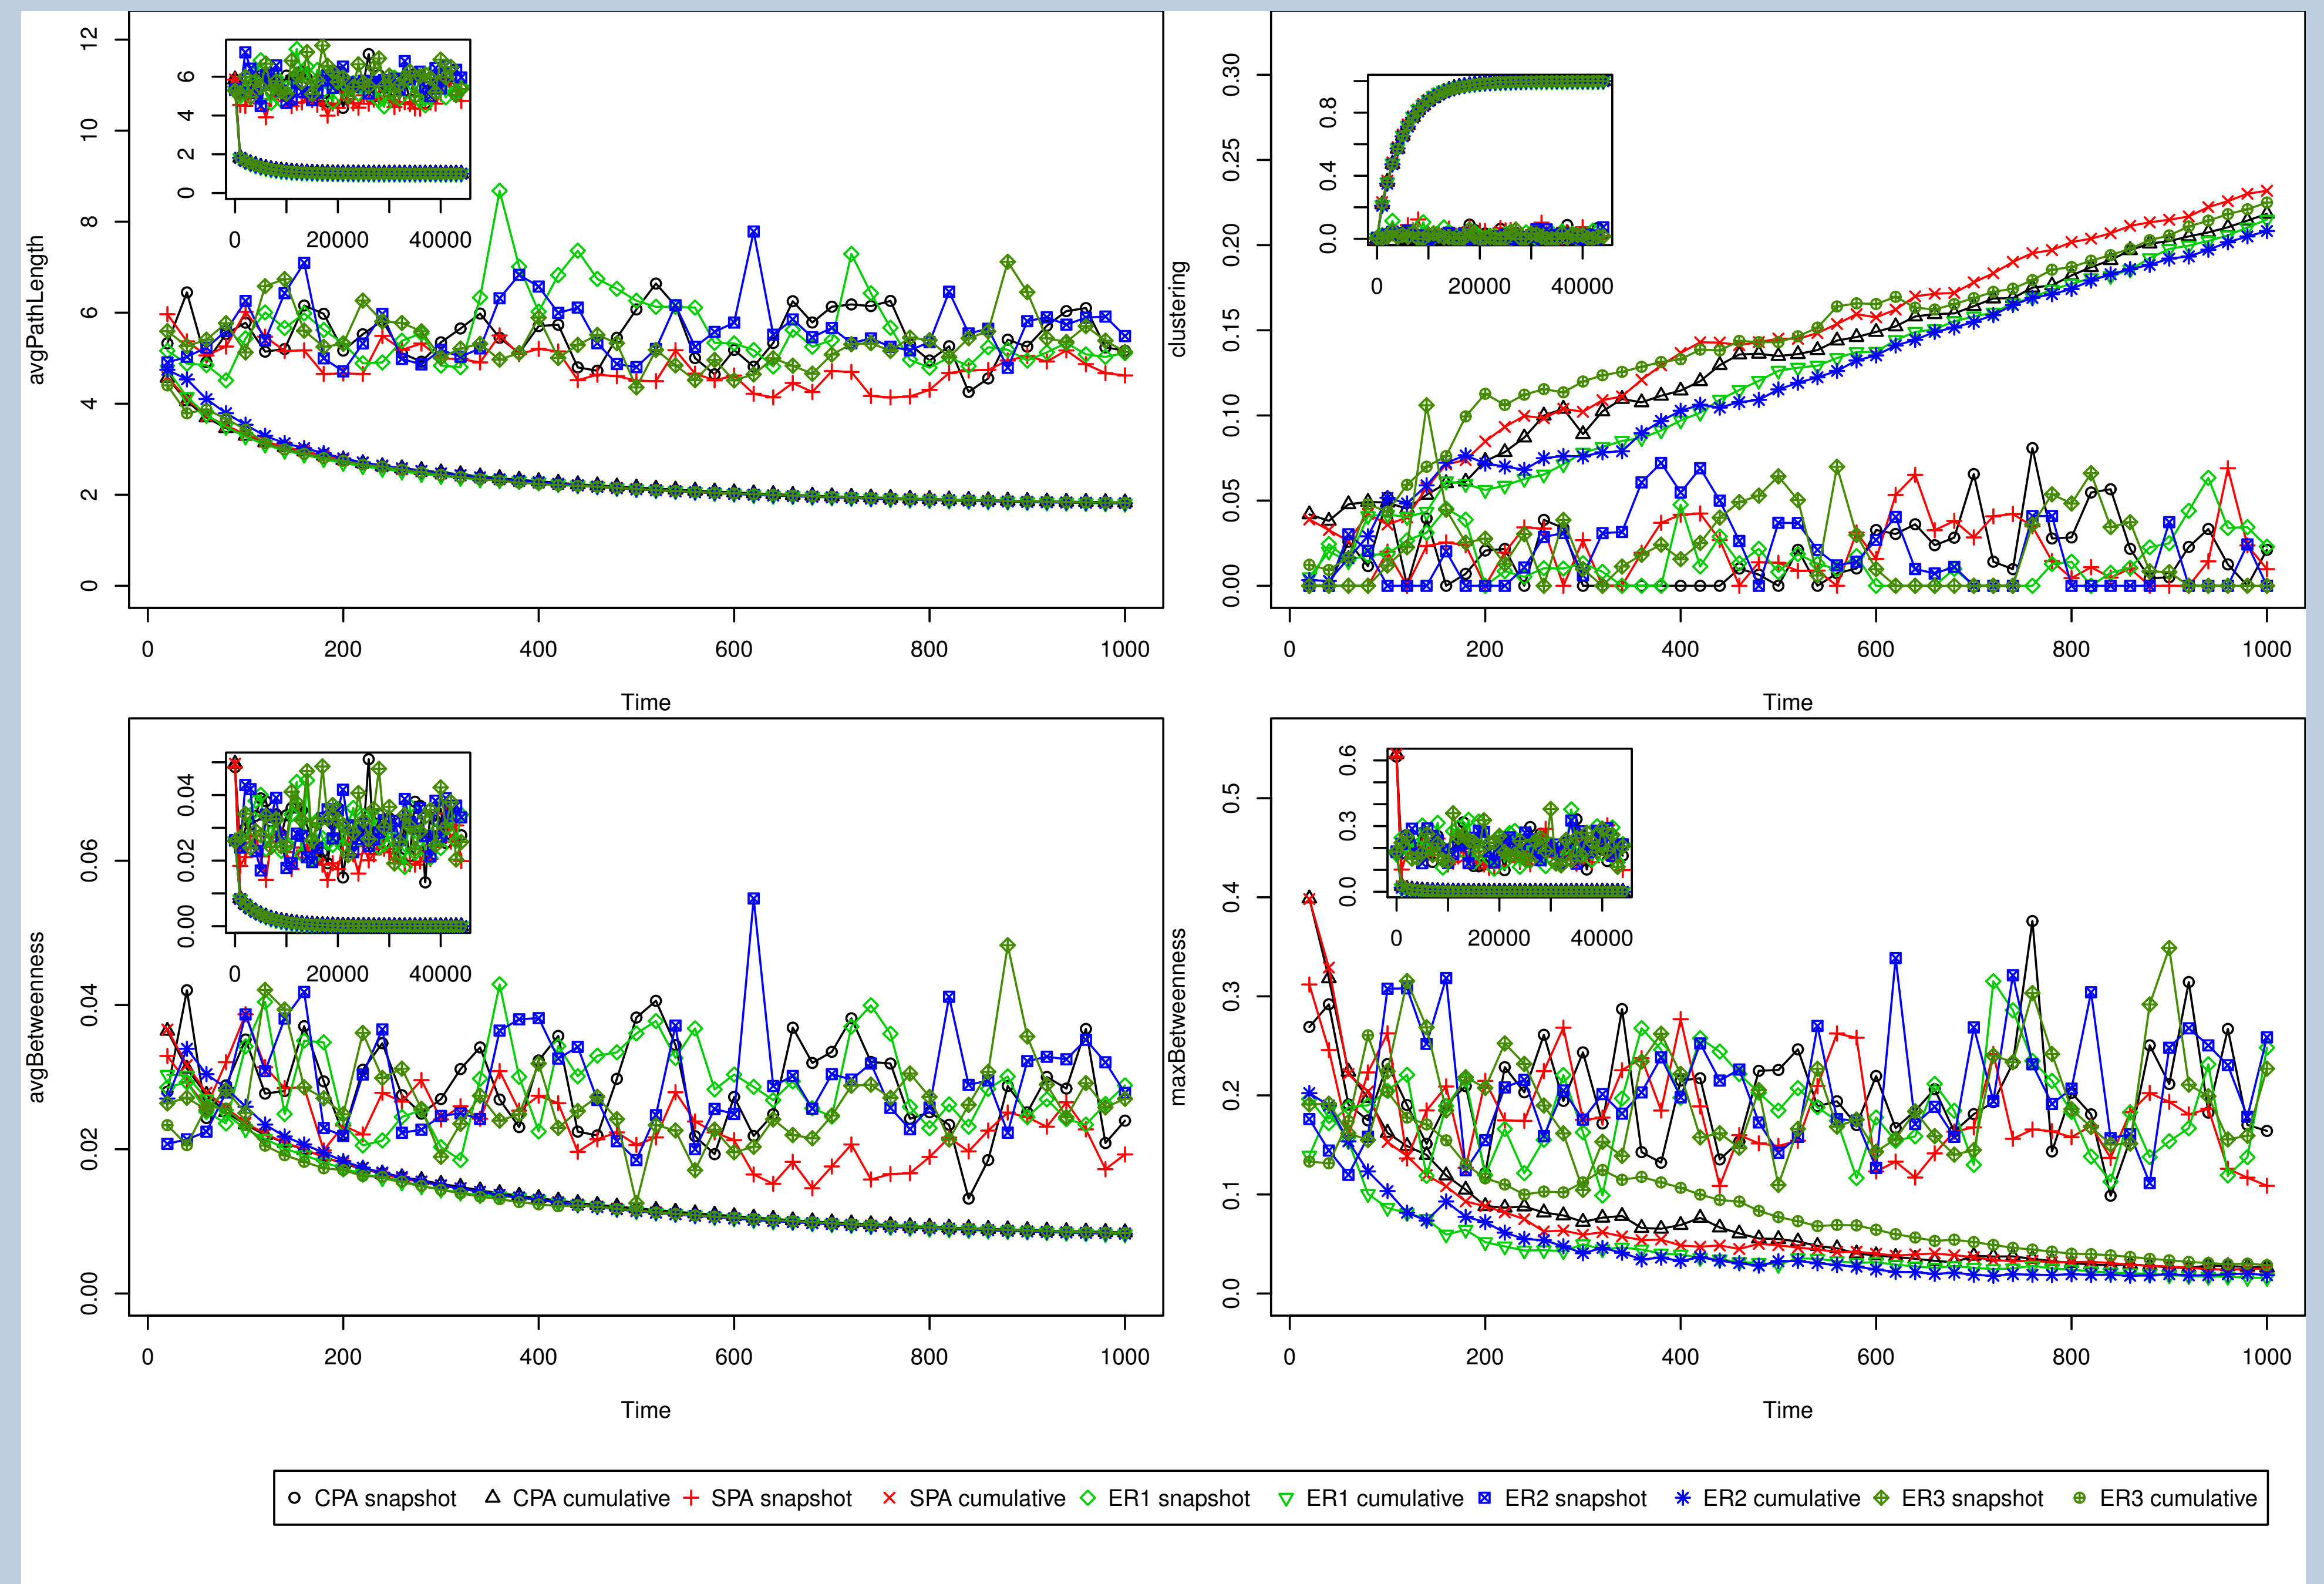 avgPathLength
0 2 4 6 8 10 12
0 2 4 6
0 20000 40000
0 200 400 600 800 1000
Time
clustering
0.00 0.05 0.10 0.15 0.20 0.25 0.30
0.0 0.4 0.8
0 20000 40000
0 200 400 600 800 1000
Time
avgBetweenness
0.00 0.02 0.04 0.06
0.00 0.02 0.04
0 20000 40000
0 200 400 600 800 1000
Time
maxBetweenness
0.0 0.1 0.2 0.3 0.4 0.5
0.0 0.3 0.6
0 20000 40000
0 200 400 600 800 1000
Time
CPA snapshot CPA cumulative SPA snapshot SPA cumulative ER1 snapshot ER1 cumulative ER2 snapshot ER2 cumulative ER3 snapshot ER3 cumulative